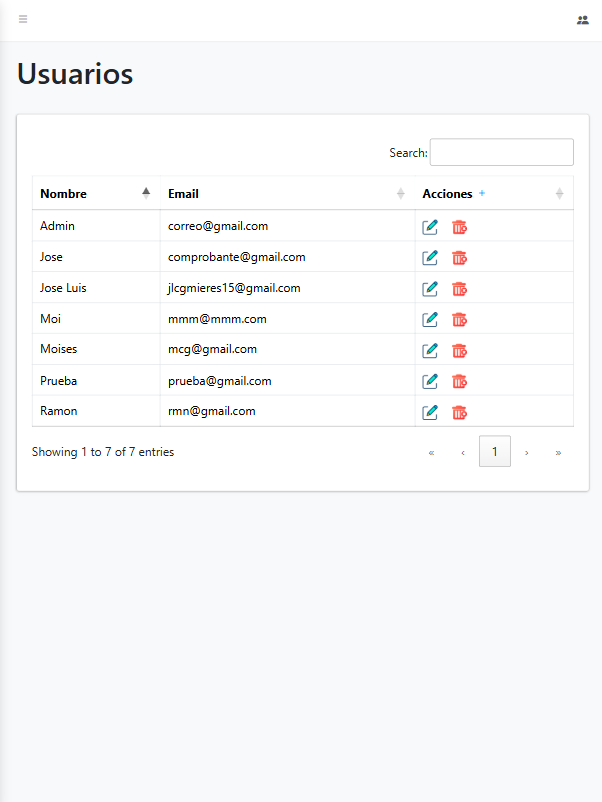 Usuarios
Search:
Nombre Email Acciones +
Admin correo@gmail.com
Jose comprobante@gmail.com
Jose Luis jlcgmieres15@gmail.com
Moi mmm@mmm.com
Moises mcg@gmail.com
Prueba prueba@gmail.com
Ramon rmn@gmail.com
Showing 1 to 7 of 7 entries « ‹ 1 › »